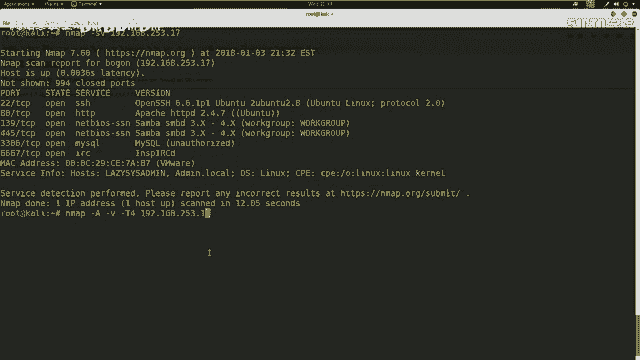 Applications
Places
root@kali: ~
root@kali:~# nmap -sV 192.168.253.17
Starting Nmap 7.60 ( https://nmap.org ) at 2018-01-03 21:32 EST
Nmap scan report for bogon (192.168.253.17)
Host is up (0.0036s latency).
Not shown: 994 closed ports
PORT STATE SERVICE VERSION
22/tcp open ssh OpenSSH 6.6.1p1 Ubuntu 2ubuntu2.8 (Ubuntu Linux; protocol 2.0)
80/tcp open http Apache httpd 2.4.7 ((Ubuntu))
139/tcp open netbios-ssn Samba smbd 3.X - 4.X (workgroup: WORKGROUP)
445/tcp open netbios-ssn Samba smbd 3.X - 4.X (workgroup: WORKGROUP)
3306/tcp open mysql MySQL (unauthorized)
6667/tcp open irc InspIRCd
MAC Address: 00:0C:29:CE:7A:B7 (VMware)
Service Info: Hosts: LAZYSYSADMIN, Admin.local; OS: Linux; CPE: cpe:/o:linux:linux_kernel
Service detection performed. Please report any incorrect results at https://nmap.org/submit/ .
Nmap done: 1 IP address (1 host up) scanned in 12.05 seconds
root@kali:~# nmap -A -v -T4 192.168.253.1